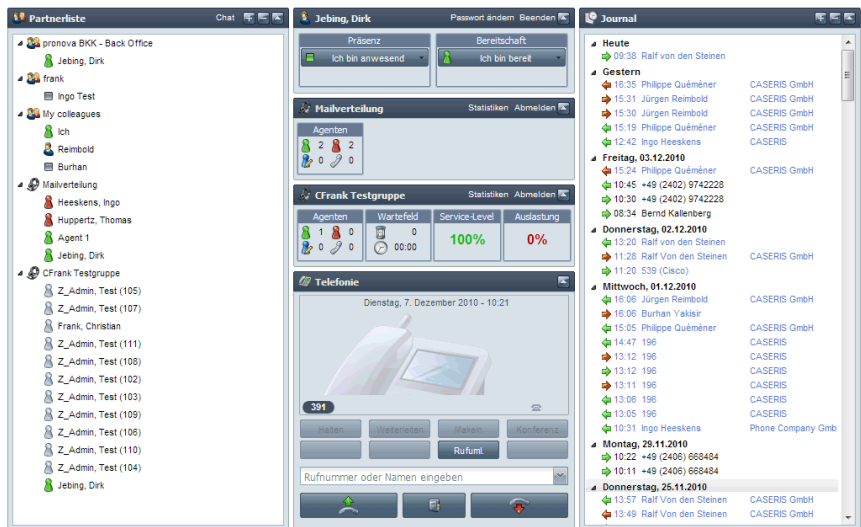 Partnerliste Chat
pronova BKK - Back Office
Jebing, Dirk
frank
Ingo Test
My colleagues
Ich
Reimbold
Burhan
Mailverteilung
Heeskens, Ingo
Huppertz, Thomas
Agent 1
Jebing, Dirk
CFrank Testgruppe
Z_Admin, Test (105)
Z_Admin, Test (107)
Frank, Christian
Z_Admin, Test (111)
Z_Admin, Test (108)
Z_Admin, Test (102)
Z_Admin, Test (103)
Z_Admin, Test (109)
Z_Admin, Test (106)
Z_Admin, Test (110)
Z_Admin, Test (104)
Jebing, Dirk
Jebing, Dirk Passwort ändern Beenden
Präsenz Bereitschaft
Ich bin anwesend Ich bin bereit
Mailverteilung Statistiken Abmelden
Agenten
2 2
0 0
CFrank Testgruppe Statistiken Abmelden
Agenten Wartefeld Service-Level Auslastung
1 0 0 100% 0%
0 0 00:00
Telefonie
Dienstag, 7. Dezember 2010 - 10:21
391
Halten Weiterleiten Makeln Konferenz
Rufuml.
Rufnummer oder Namen eingeben
Journal
Heute
09:38 Ralf von den Steinen
Gestern
16:35 Philippe Quéméner CASERIS GmbH
15:31 Jürgen Reimbold CASERIS GmbH
15:30 Jürgen Reimbold CASERIS GmbH
15:19 Philippe Quéméner CASERIS GmbH
12:42 Ingo Heeskens CASERIS
Freitag, 03.12.2010
15:24 Philippe Quéméner CASERIS GmbH
10:45 +49 (2402) 9742228
10:30 +49 (2402) 9742228
08:34 Bernd Kallenberg
Donnerstag, 02.12.2010
13:20 Ralf von den Steinen
11:28 Ralf Von den Steinen CASERIS GmbH
11:20 539 (Cisco)
Mittwoch, 01.12.2010
16:06 Jürgen Reimbold CASERIS GmbH
16:06 Burhan Yakisir
15:05 Philippe Quéméner CASERIS GmbH
14:47 196 CASERIS
13:12 196 CASERIS
13:12 196 CASERIS
13:11 196 CASERIS
13:06 196 CASERIS
13:05 196 CASERIS
10:31 Ingo Heeskens Phone Company Gmb
Montag, 29.11.2010
10:22 +49 (2406) 668484
10:11 +49 (2406) 668484
Donnerstag, 25.11.2010
13:57 Ralf Von den Steinen CASERIS GmbH
13:49 Ralf Von den Steinen CASERIS GmbH